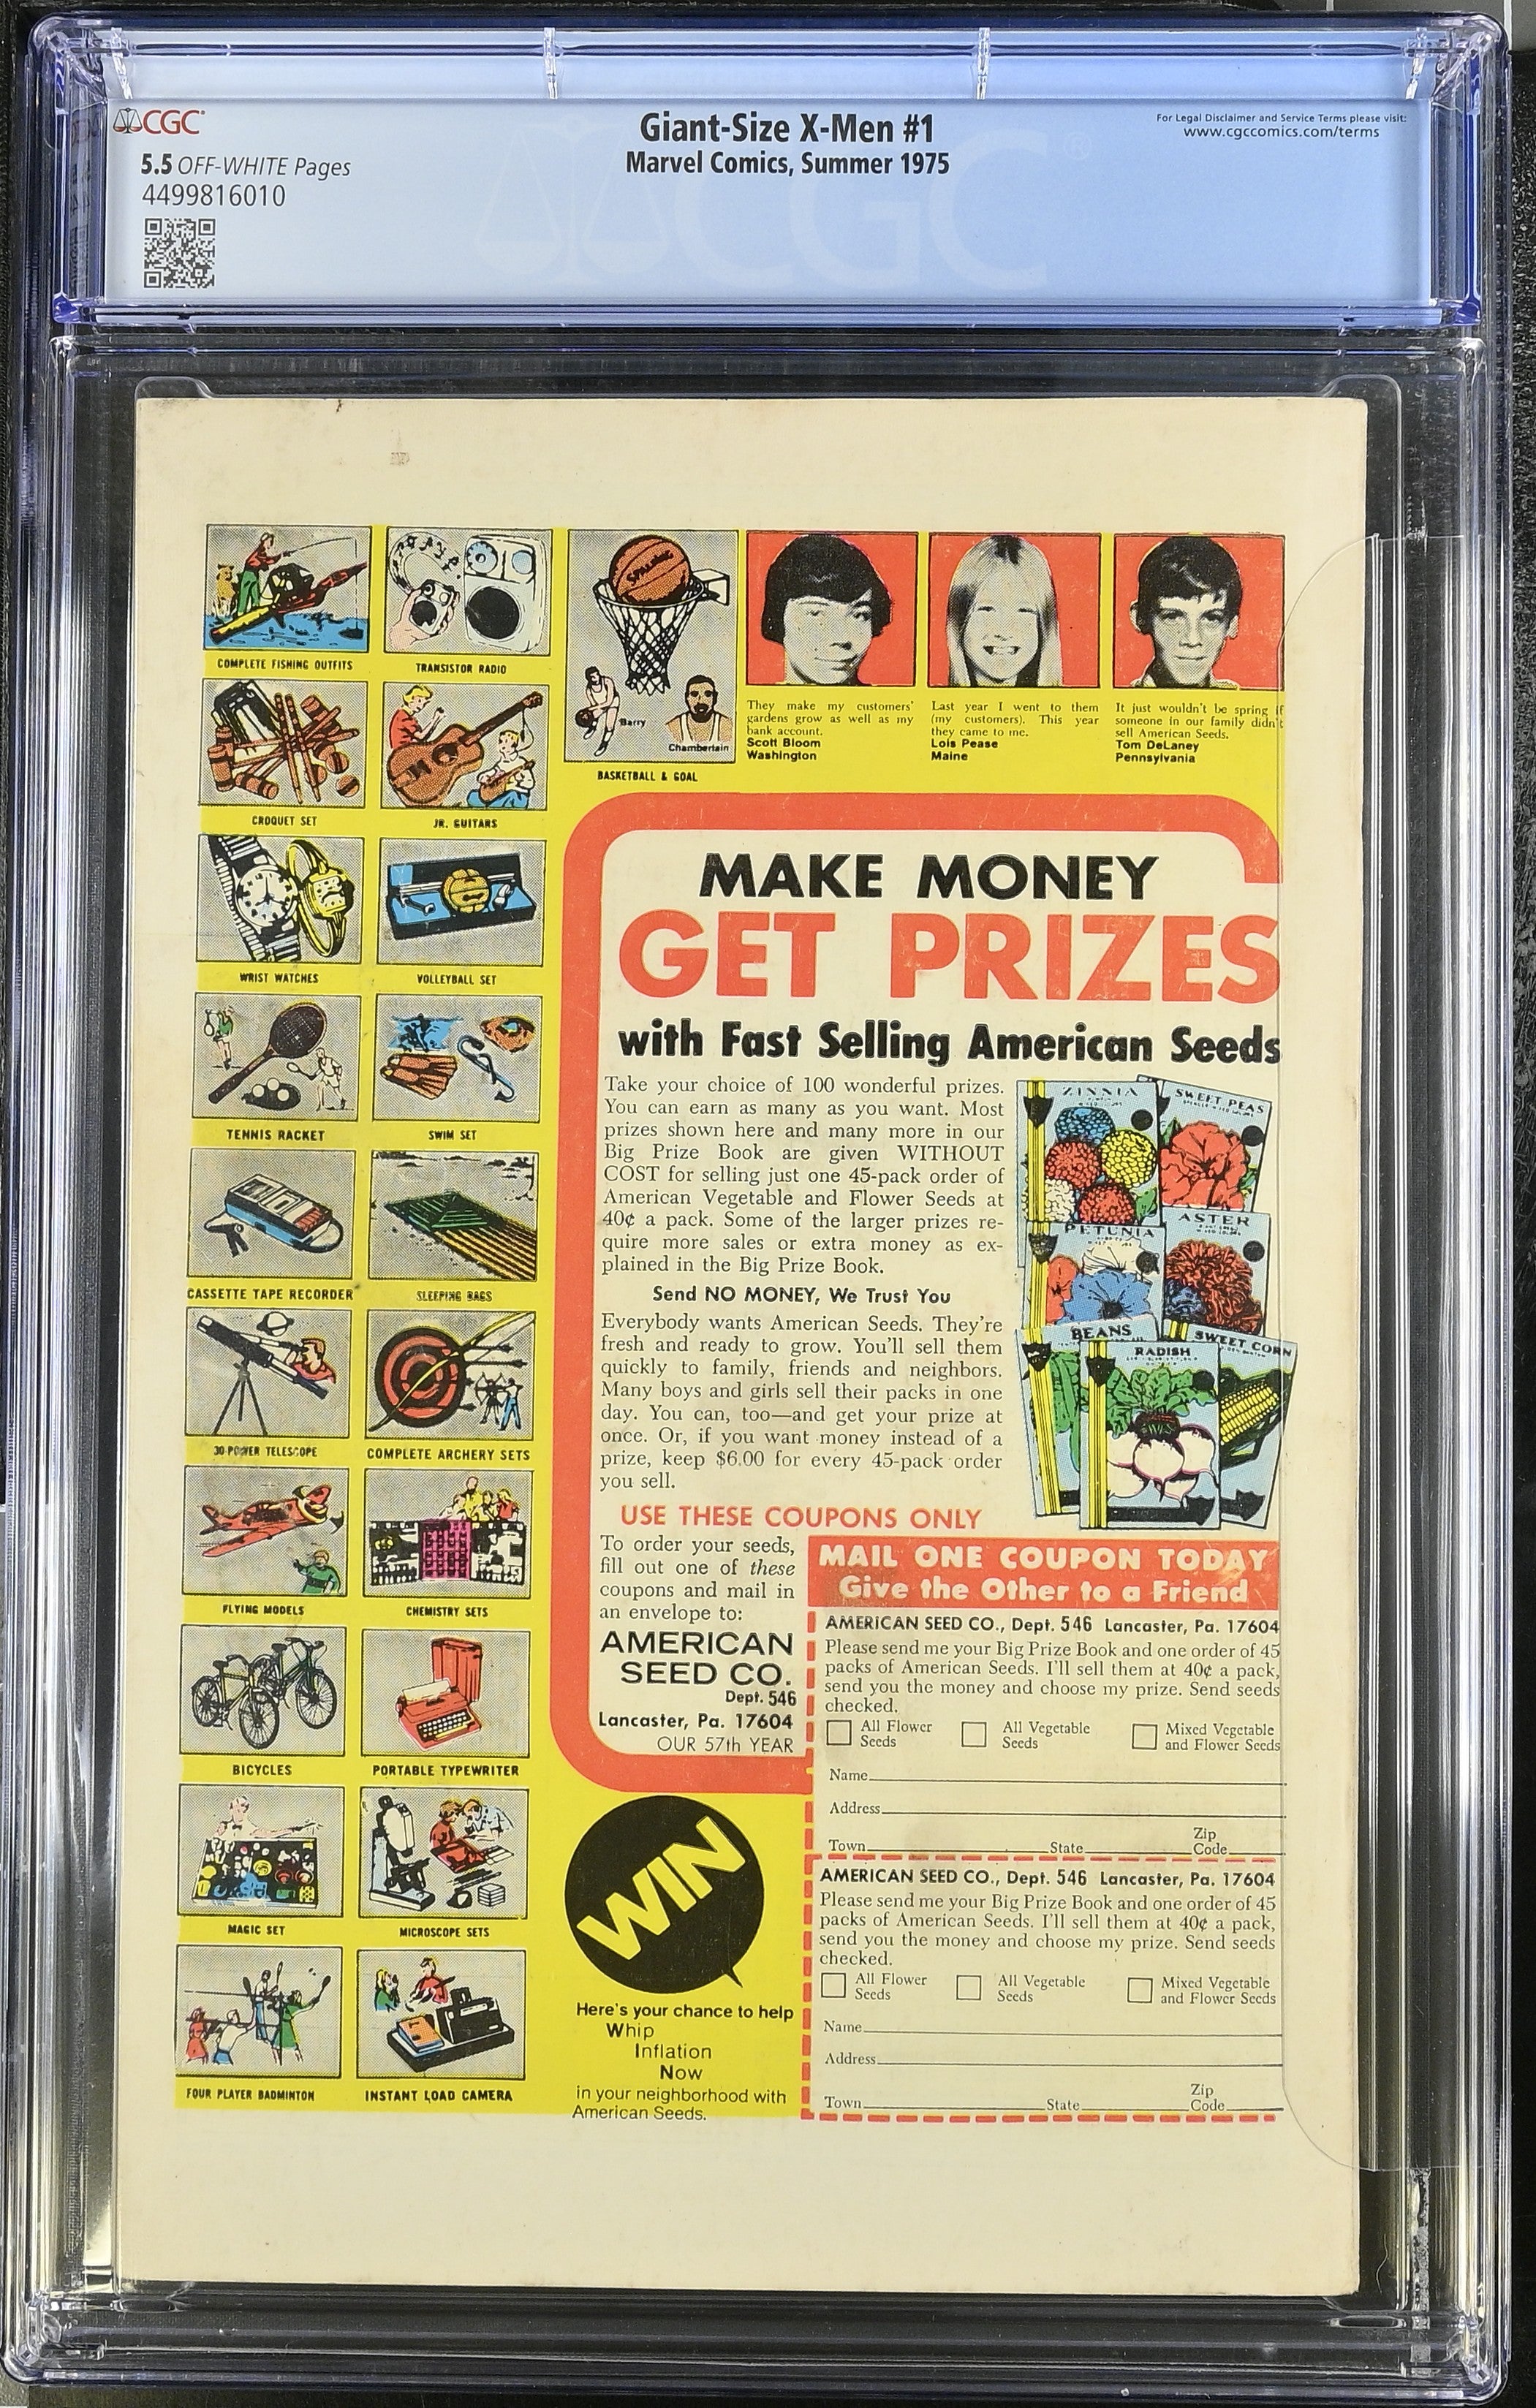 CGC
5.5 OFF-WHITE Pages
4499816010
Giant-Size X-Men #1
Marvel Comics, Summer 1975
For Legal Disclaimer and Service Terms please visit:
www.cgccomics.com/terms
CGC
COMPLETE FISHING OUTFITS
TRANSISTOR RADIO
CROQUET SET
JR. GUITARS
WRIST WATCHES
VOLLEYBALL SET
TENNIS RACKET
SWIM SET
CASSETTE TAPE RECORDER
SLEEPING BAGS
30-POWER TELESCOPE
COMPLETE ARCHERY SETS
FLYING MODELS
CHEMISTRY SETS
BICYCLES
PORTABLE TYPEWRITER
MAGIC SET
MICROSCOPE SETS
FOUR PLAYER BADMINTON
INSTANT LOAD CAMERA
SPALDING
Barry
Chamberlain
BASKETBALL & GOAL
They make my customers'
gardens grow as well as my
bank account.
Scott Bloom
Washington
Last year I went to them
(my customers). This year
they came to me.
Lois Pease
Maine
It just wouldn't be spring if
someone in our family didn't
sell American Seeds.
Tom DeLaney
Pennsylvania
MAKE MONEY
GET PRIZES
with Fast Selling American Seeds
Take your choice of 100 wonderful prizes.
You can earn as many as you want. Most
prizes shown here and many more in our
Big Prize Book are given WITHOUT
COST for selling just one 45-pack order of
American Vegetable and Flower Seeds at
40¢ a pack. Some of the larger prizes re-
quire more sales or extra money as ex-
plained in the Big Prize Book.
Send NO MONEY, We Trust You
Everybody wants American Seeds. They're
fresh and ready to grow. You'll sell them
quickly to family, friends and neighbors.
Many boys and girls sell their packs in one
day. You can, too—and get your prize at
once. Or, if you want money instead of a
prize, keep $6.00 for every 45-pack order
you sell.
ZINNIA
SWEET PEAS
PETUNIA
ASTER
BEANS
RADISH
SWEET CORN
USE THESE COUPONS ONLY
To order your seeds,
fill out one of these
coupons and mail in
an envelope to:
AMERICAN
SEED CO.
Dept. 546
Lancaster, Pa. 17604
OUR 57th YEAR
MAIL ONE COUPON TODAY
Give the Other to a Friend
AMERICAN SEED CO., Dept. 546 Lancaster, Pa. 17604
Please send me your Big Prize Book and one order of 45
packs of American Seeds. I'll sell them at 40¢ a pack,
send you the money and choose my prize. Send seeds
checked.
All Flower Seeds
All Vegetable Seeds
Mixed Vegetable and Flower Seeds
Name
Address
Town State Zip Code
AMERICAN SEED CO., Dept. 546 Lancaster, Pa. 17604
Please send me your Big Prize Book and one order of 45
packs of American Seeds. I'll sell them at 40¢ a pack,
send you the money and choose my prize. Send seeds
checked.
All Flower Seeds
All Vegetable Seeds
Mixed Vegetable and Flower Seeds
Name
Address
Town State Zip Code
WIN
Here's your chance to help
Whip
Inflation
Now
in your neighborhood with
American Seeds.